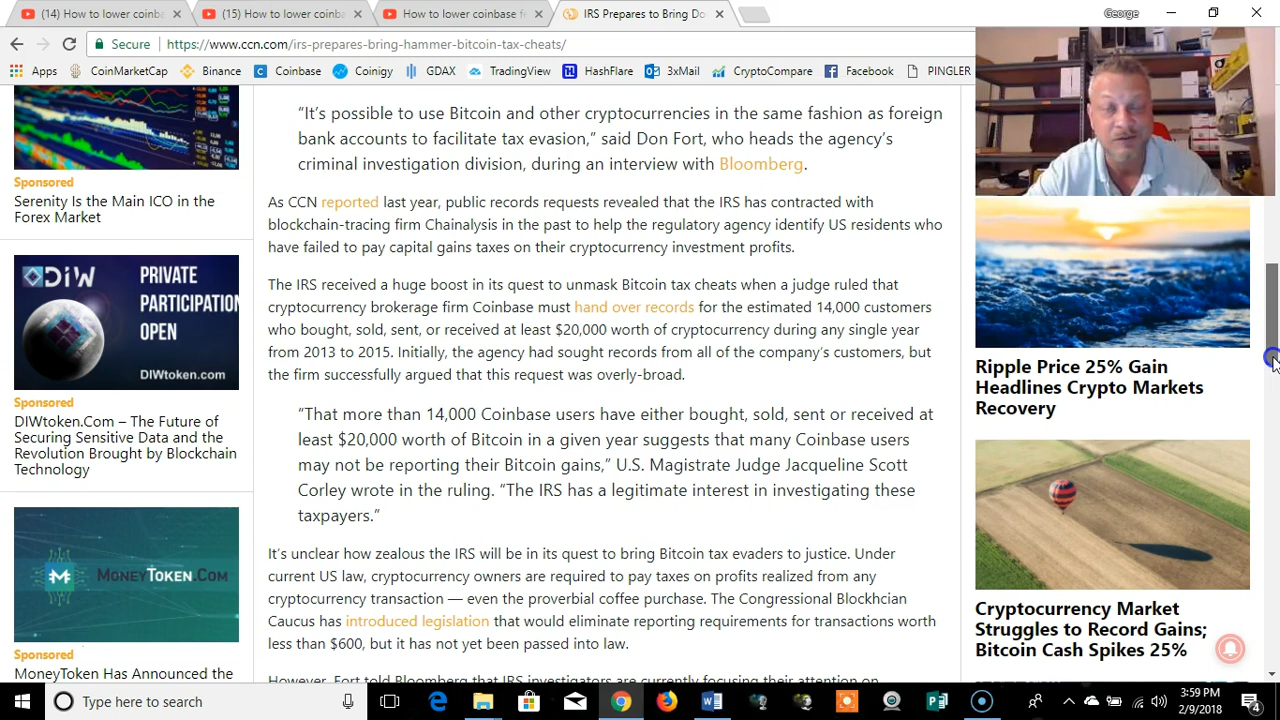 (14) How to lower coinba
(15) How to lower coinba
How to lower coinbase f
IRS Prepares to Bring Do
George
Secure
https://www.ccn.com/irs-prepares-bring-hammer-bitcoin-tax-cheats/
Apps
CoinMarketCap
Binance
Coinbase
Coinigy
GDAX
TradingView
HashFlare
3xMail
CryptoCompare
Facebook
PINGLER
Sponsored
Serenity Is the Main ICO in the
Forex Market
DiW
PRIVATE
PARTICIPATION
OPEN
DIWtoken.com
Sponsored
DIWtoken.Com – The Future of
Securing Sensitive Data and the
Revolution Brought by Blockchain
Technology
MONEYTOKEN.COM
Sponsored
MoneyToken Has Announced the
“It’s possible to use Bitcoin and other cryptocurrencies in the same fashion as foreign
bank accounts to facilitate tax evasion,” said Don Fort, who heads the agency’s
criminal investigation division, during an interview with Bloomberg.
As CCN reported last year, public records requests revealed that the IRS has contracted with
blockchain-tracing firm Chainalysis in the past to help the regulatory agency identify US residents who
have failed to pay capital gains taxes on their cryptocurrency investment profits.
The IRS received a huge boost in its quest to unmask Bitcoin tax cheats when a judge ruled that
cryptocurrency brokerage firm Coinbase must hand over records for the estimated 14,000 customers
who bought, sold, sent, or received at least $20,000 worth of cryptocurrency during any single year
from 2013 to 2015. Initially, the agency had sought records from all of the company’s customers, but
the firm successfully argued that this request was overly-broad.
“That more than 14,000 Coinbase users have either bought, sold, sent or received at
least $20,000 worth of Bitcoin in a given year suggests that many Coinbase users
may not be reporting their Bitcoin gains,” U.S. Magistrate Judge Jacqueline Scott
Corley wrote in the ruling. “The IRS has a legitimate interest in investigating these
taxpayers.”
It’s unclear how zealous the IRS will be in its quest to bring Bitcoin tax evaders to justice. Under
current US law, cryptocurrency owners are required to pay taxes on profits realized from any
cryptocurrency transaction — even the proverbial coffee purchase. The Congressional Blokhcian
Caucus has introduced legislation that would eliminate reporting requirements for transactions worth
less than $600, but it has not yet been passed into law.
However, Fort told Bloomberg that IRS investigators are currently focusing their attention on
Ripple Price 25% Gain
Headlines Crypto Markets
Recovery
Cryptocurrency Market
Struggles to Record Gains;
Bitcoin Cash Spikes 25%
Type here to search
3:59 PM
2/9/2018
4